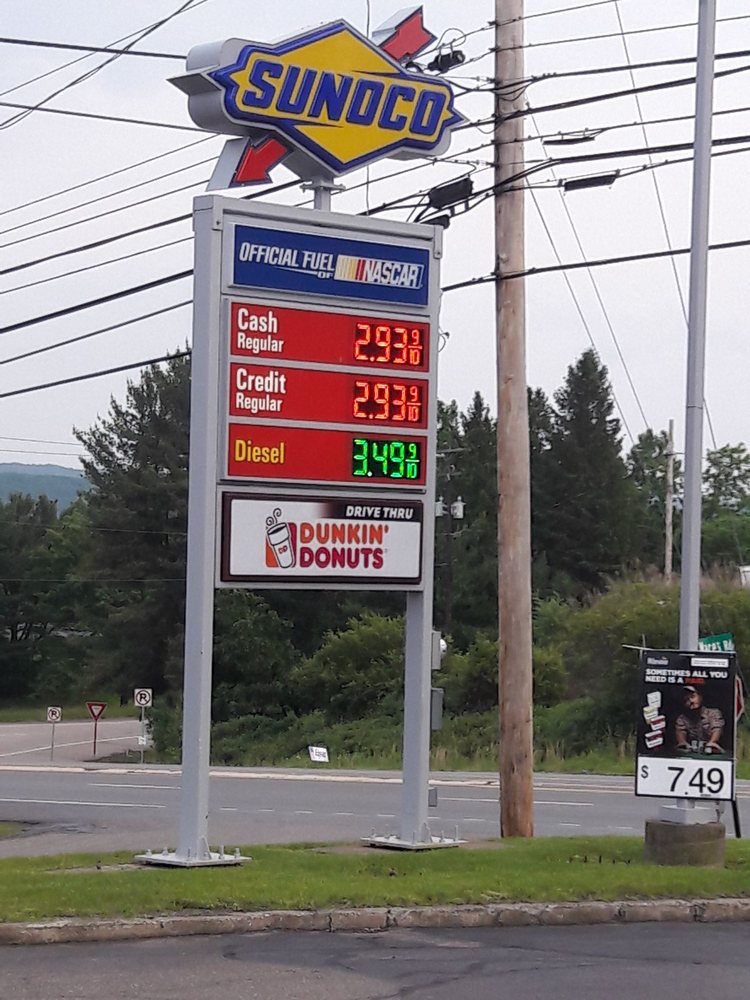 SUNOCO
OFFICIAL FUEL
OF NASCAR
Cash
Regular
2.93 9/10
Credit
Regular
2.93 9/10
Diesel
3.49 9/10
DRIVE THRU
DUNKIN'
DONUTS
DD
SOMETIMES ALL YOU
NEED IS A
$ 7.49
R
R